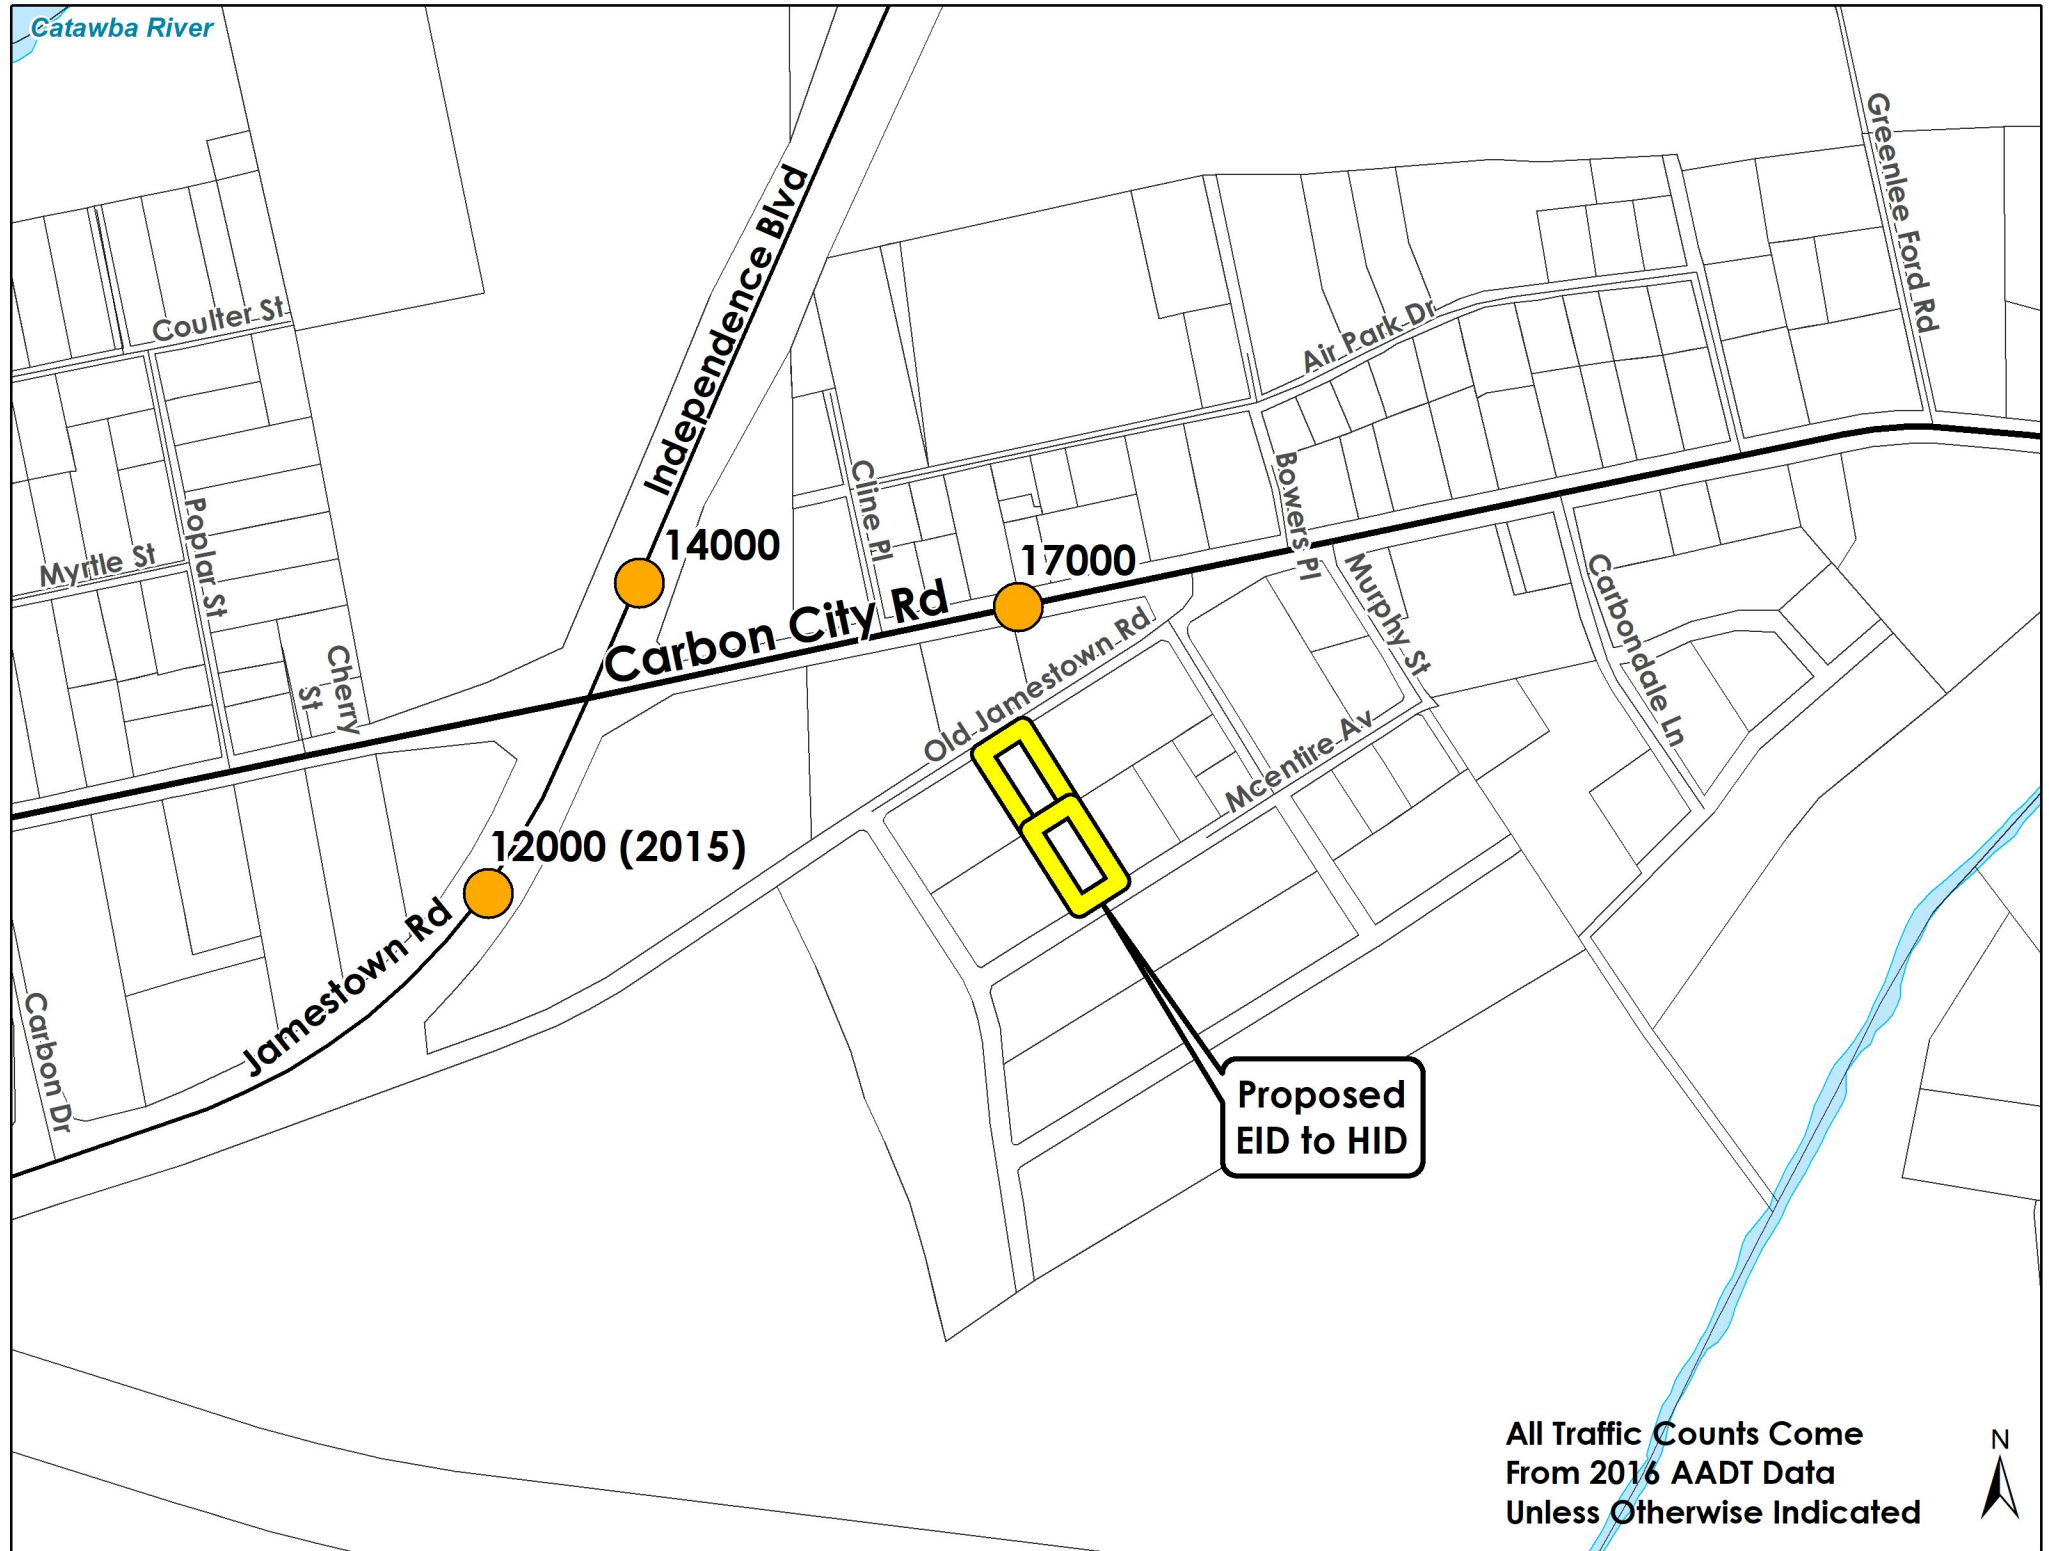 Catawba River
Greenlee Ford Rd
Independence Blvd
Coulter St
Air Park Dr
Cline Pl
Bowers Pl
Poplar St
Myrtle St
14000
17000
Murphy St
Carbondale Ln
Carbon City Rd
Cherry
St
Old Jamestown Rd
Mcentire Av
12000 (2015)
Jamestown Rd
Carbon Dr
Proposed
EID to HID
All Traffic Counts Come
From 2016 AADT Data
Unless Otherwise Indicated
N